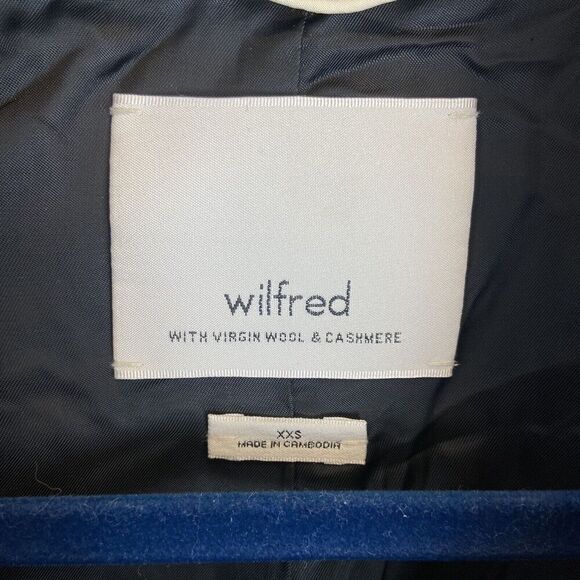 wilfred
WITH VIRGIN WOOL & CASHMERE
XXS
MADE IN CAMBODIA